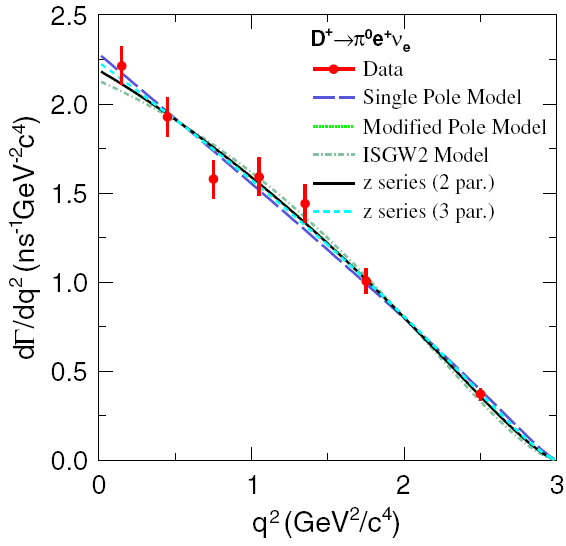 D⁺→π⁰e⁺νₑ
Data
Single Pole Model
Modified Pole Model
ISGW2 Model
z series (2 par.)
z series (3 par.)
dΓ/dq² (ns⁻¹GeV⁻²c⁴)
2.5
2.0
1.5
1.0
0.5
0.0
0 1 2 3
q² (GeV²/c⁴)